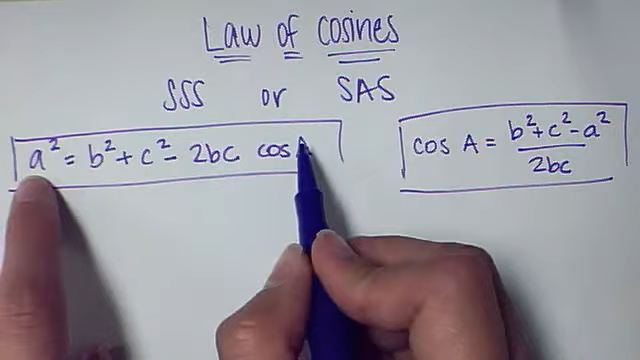 Law of Cosines
SSS or SAS
a² = b² + c² - 2bc cos
cos A = b² + c² - a² / 2bc